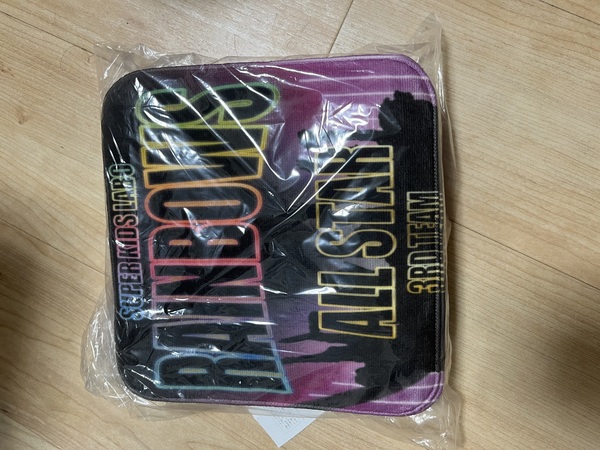 SUPER KIDS LABO
RAINBOWS
ALL STAR
3RD TEAM